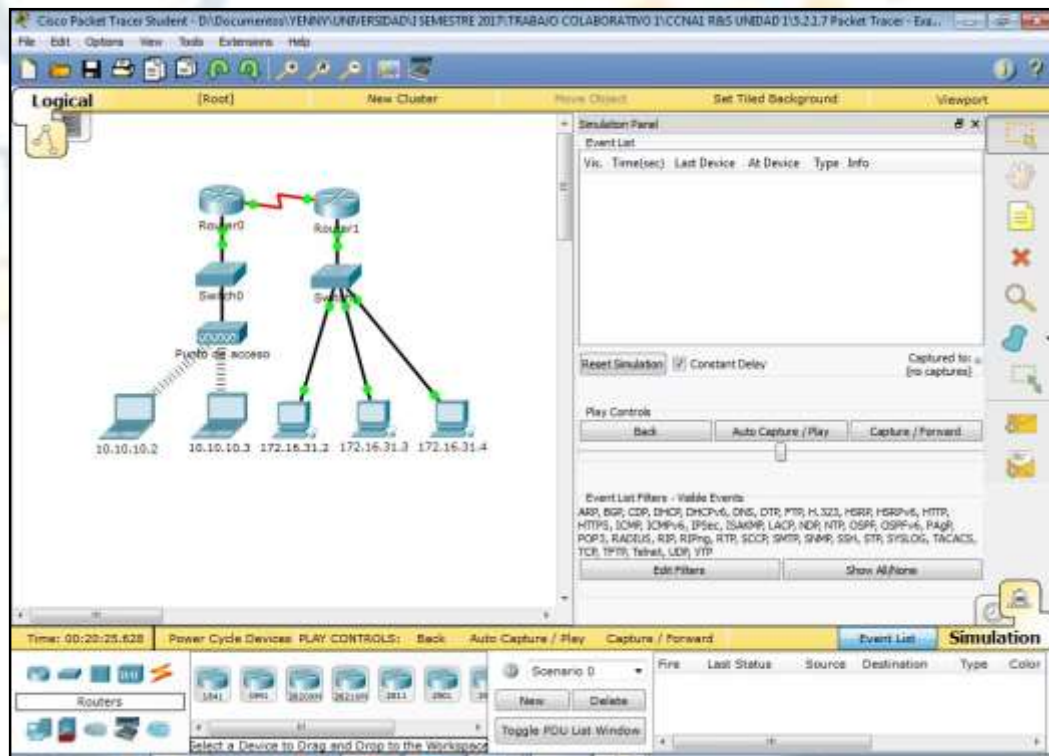 Cisco Packet Tracer Student - D:\Documentos\YENNY\UNIVERSIDAD\I SEMESTRE 2017\TRABAJO COLABORATIVO 1\CCNA1 R&S UNIDAD 1\5.2.1.7 Packet Tracer - Exa...
File Edit Options View Tools Extensions Help
Logical [Root] New Cluster Move Object Set Tiled Background Viewport
Simulation Panel
Event List
Vis. Time(sec) Last Device At Device Type Info
Router0 Router1
Switch0
Punto de acceso
10.10.10.2 10.10.10.3 172.16.31.2 172.16.31.3 172.16.31.4
Reset Simulation Constant Delay Captured to:
(no captures)
Play Controls
Back Auto Capture / Play Capture / Forward
Event List Filters - Visible Events
ARP, BGP, CDP, DHCP, DHCPv6, DNS, DTP, FTP, H.323, HSRP, HSRPv6, HTTP,
HTTPS, ICMP, ICMPv6, IPSec, ISAKMP, LACP, NDP, NTP, OSPF, OSPFv6, PAgP,
POP3, RADIUS, RIP, RIPng, RTP, SCCP, SMTP, SNMP, SSH, STP, SYSLOG, TACACS,
TCP, TFTP, Telnet, UDP, VTP
Edit Filters Show All/None
Time: 00:20:25.628 Power Cycle Devices PLAY CONTROLS: Back Auto Capture / Play Capture / Forward Event List Simulation
Routers
1841 1941 2620XM 2621XM 2811 2901
Select a Device to Drag and Drop to the Workspace
Scenario 0
New Delete
Toggle PDU List Window
Fire Last Status Source Destination Type Color